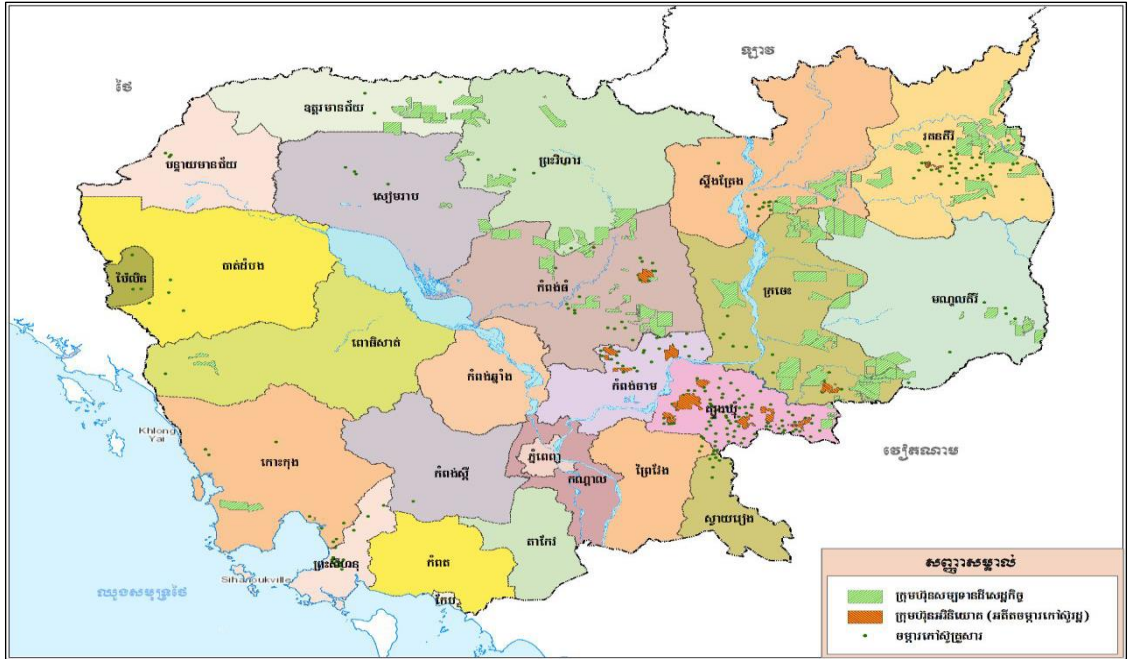 ឡាវ
ថៃ
ឧត្តរមានជ័យ
រតនគីរី
បន្ទាយមានជ័យ
ព្រះវិហារ
ស្ទឹងត្រែង
សៀមរាប
បាត់ដំបង
ប៉ៃលិន
កំពង់ធំ
ក្រចេះ
មណ្ឌលគីរី
ពោធិសាត់
កំពង់ឆ្នាំង
កំពង់ចាម
ត្បូងឃ្មុំ
Khlong
Yai
កោះកុង
កំពង់ស្ពឺ
ភ្នំពេញ
កណ្តាល
ព្រៃវែង
វៀតណាម
ស្វាយរៀង
តាកែវ
កំពត
ព្រះសីហនុ
Sihanoukville
កែប
ឈូងសមុទ្រថៃ
សញ្ញាសម្គាល់
ក្រុមហ៊ុនសម្បទានដីសេដ្ឋកិច្ច
ក្រុមហ៊ុនអវិនិយោគ (អតីតចម្ការកៅស៊ូរដ្ឋ)
ចម្ការកៅស៊ូគ្រួសារ